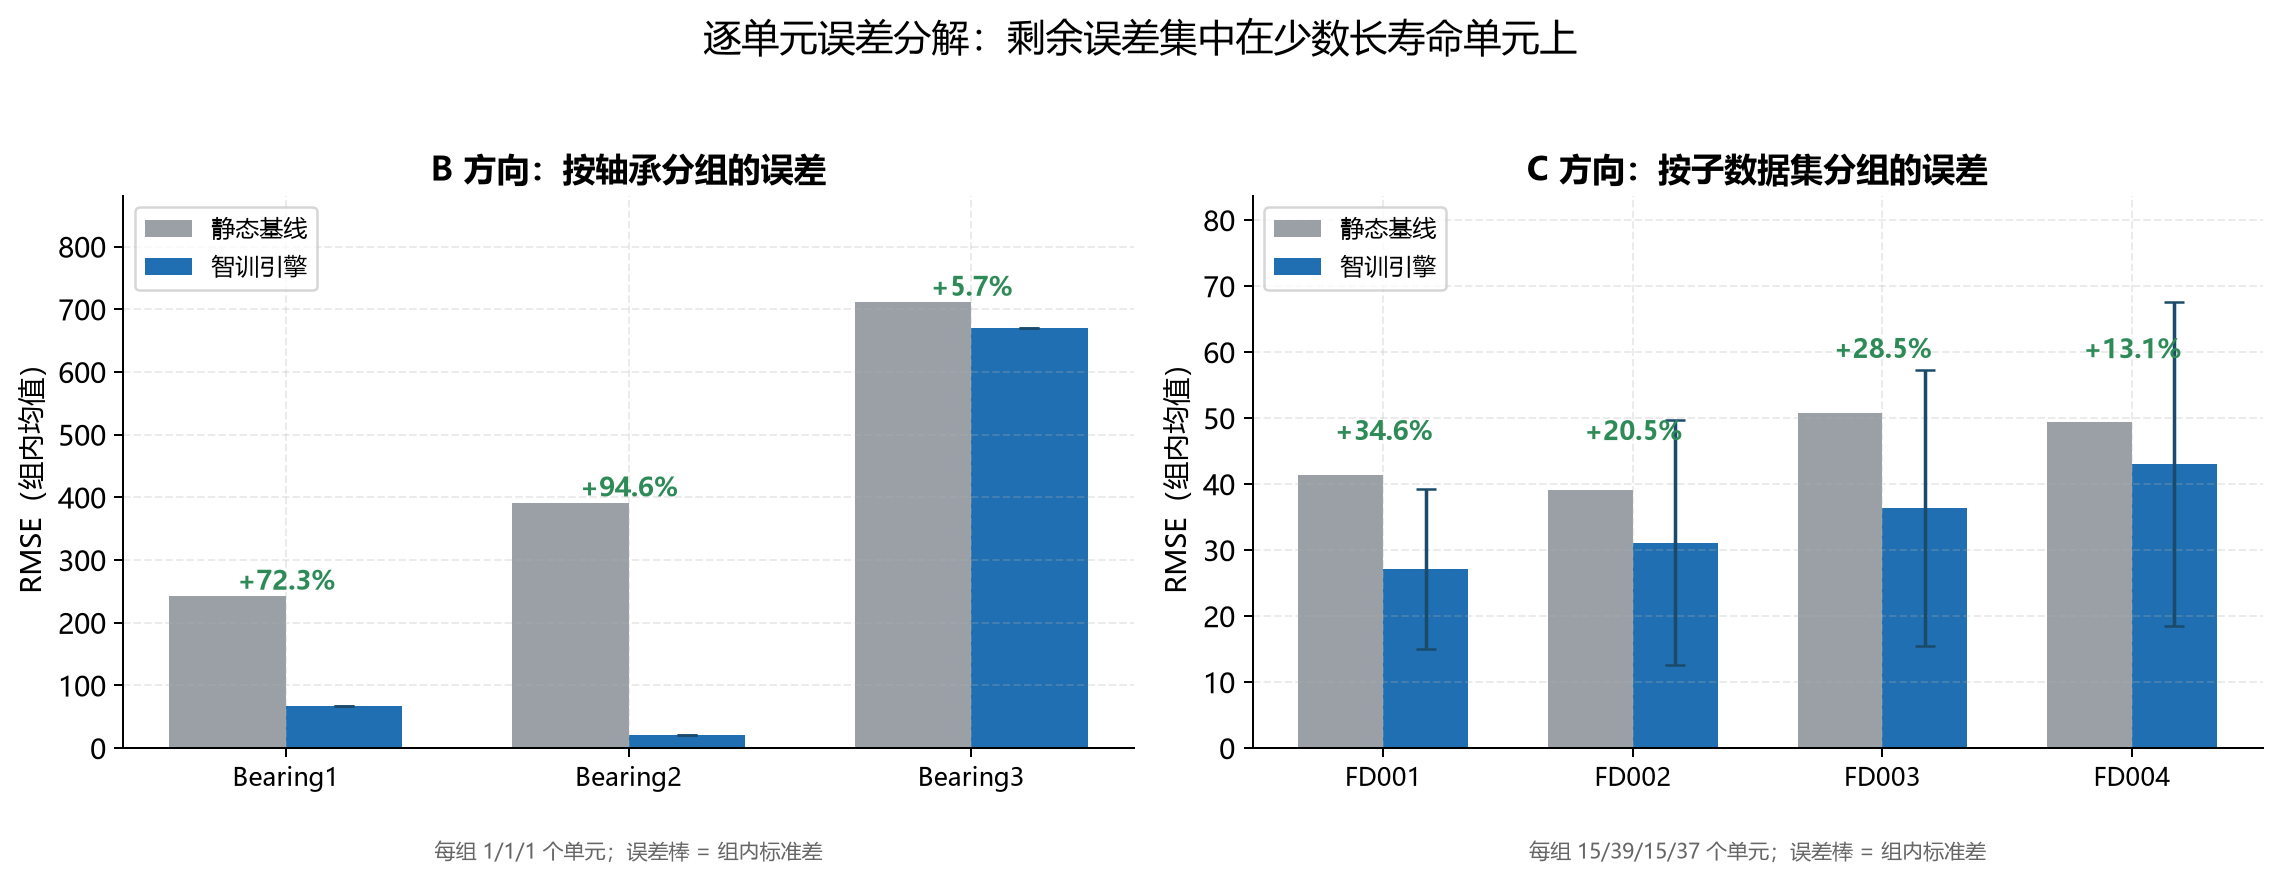 逐单元误差分解：剩余误差集中在少数长寿命单元上
B 方向：按轴承分组的误差
静态基线
智训引擎
RMSE（组内均值）
800
700
600
500
400
300
200
100
0
+72.3%
+94.6%
+5.7%
Bearing1
Bearing2
Bearing3
每组 1/1/1 个单元；误差棒 = 组内标准差
C 方向：按子数据集分组的误差
静态基线
智训引擎
RMSE（组内均值）
80
70
60
50
40
30
20
10
0
+34.6%
+20.5%
+28.5%
+13.1%
FD001
FD002
FD003
FD004
每组 15/39/15/37 个单元；误差棒 = 组内标准差